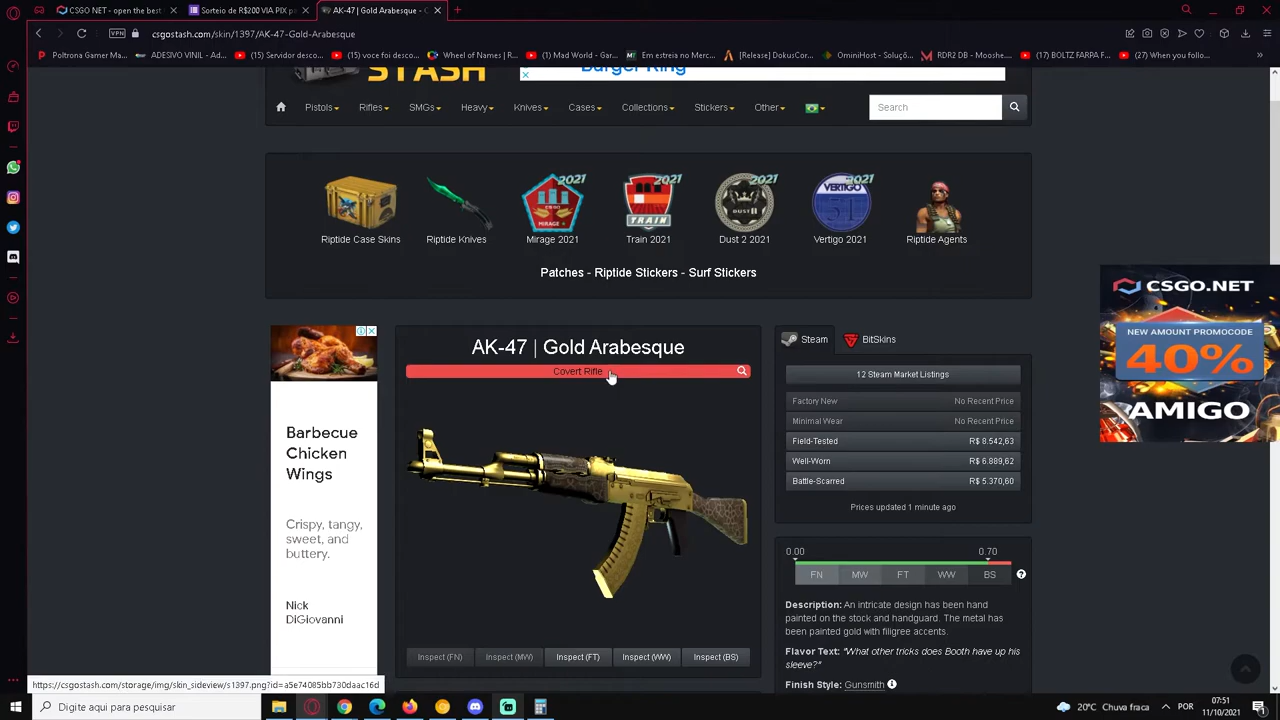 CSGO NET - open the best
Sorteio de R$200 VIA PIX p
AK-47 | Gold Arabesque - C
VPN
csgostash.com/skin/1397/AK-47-Gold-Arabesque
Poltrona Gamer Ma...
ADESIVO VINIL - Ad...
(15) Servidor disco...
(15) voce foi desco...
Wheel of Names | R...
(1) Mad World - Gar...
Em estreia no Merc...
[Release] DokusCor...
OminiHost - Soluçõ...
RDR2 DB - Mooshe...
(17) BOLTZ FARPA F...
(27) When you follo...
STASH
Burger King
Pistols
Rifles
SMGs
Heavy
Knives
Cases
Collections
Stickers
Other
Search
2021
2021
2021
2021
MIRAGE
TRAIN
DUST II
VERTIGO
51
Riptide Case Skins
Riptide Knives
Mirage 2021
Train 2021
Dust 2 2021
Vertigo 2021
Riptide Agents
Patches - Riptide Stickers - Surf Stickers
CSGO.NET
NEW AMOUNT PROMOCODE
40%
AMIGO
AK-47 | Gold Arabesque
Covert Rifle
Barbecue
Chicken
Wings
Crispy, tangy,
sweet, and
buttery.
Nick
DiGiovanni
Inspect (FN)
Inspect (MW)
Inspect (FT)
Inspect (WW)
Inspect (BS)
Steam
BitSkins
12 Steam Market Listings
Factory New No Recent Price
Minimal Wear No Recent Price
Field-Tested R$ 8.542,63
Well-Worn R$ 6.889,62
Battle-Scarred R$ 5.370,60
Prices updated 1 minute ago
0.00 0.70
FN MW FT WW BS
Description: An intricate design has been hand
painted on the stock and handguard. The metal has
been painted gold with filigree accents.
Flavor Text: "What other tricks does Booth have up his
sleeve?"
Finish Style: Gunsmith
https://csgostash.com/storage/img/skin_sideview/s1397.png?id=a5e74085bb730daac16d
Digite aqui para pesquisar
20°C Chuva fraca
POR
07:51
11/10/2021